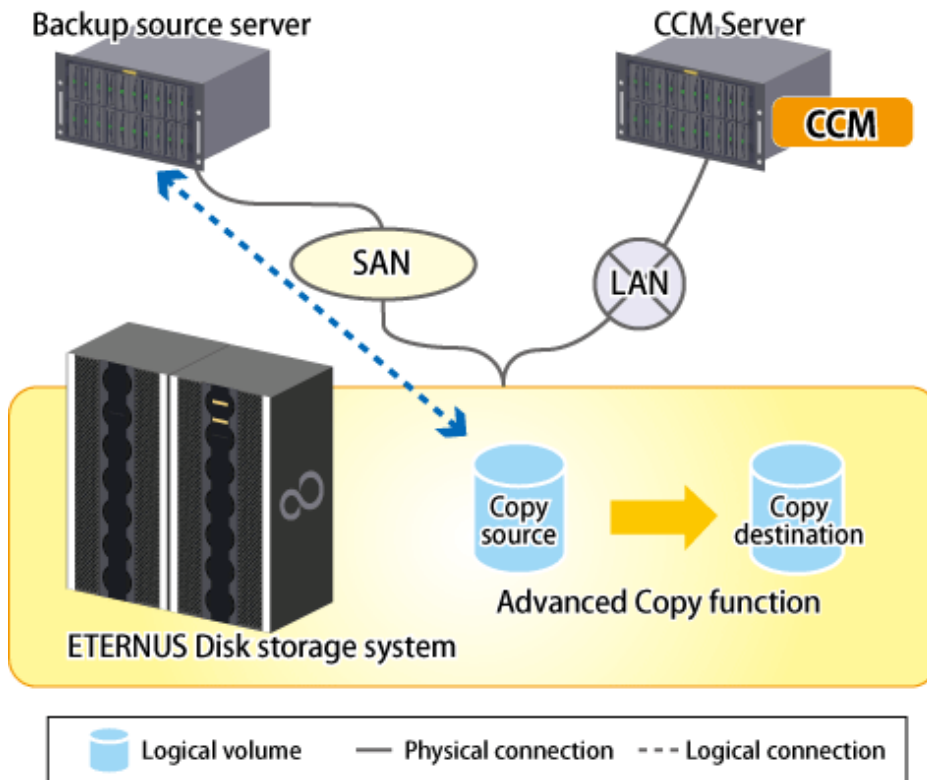 Backup source server
CCM Server
CCM
SAN
LAN
Copy
source
Copy
destination
Advanced Copy function
ETERNUS Disk storage system
Logical volume
Physical connection
Logical connection